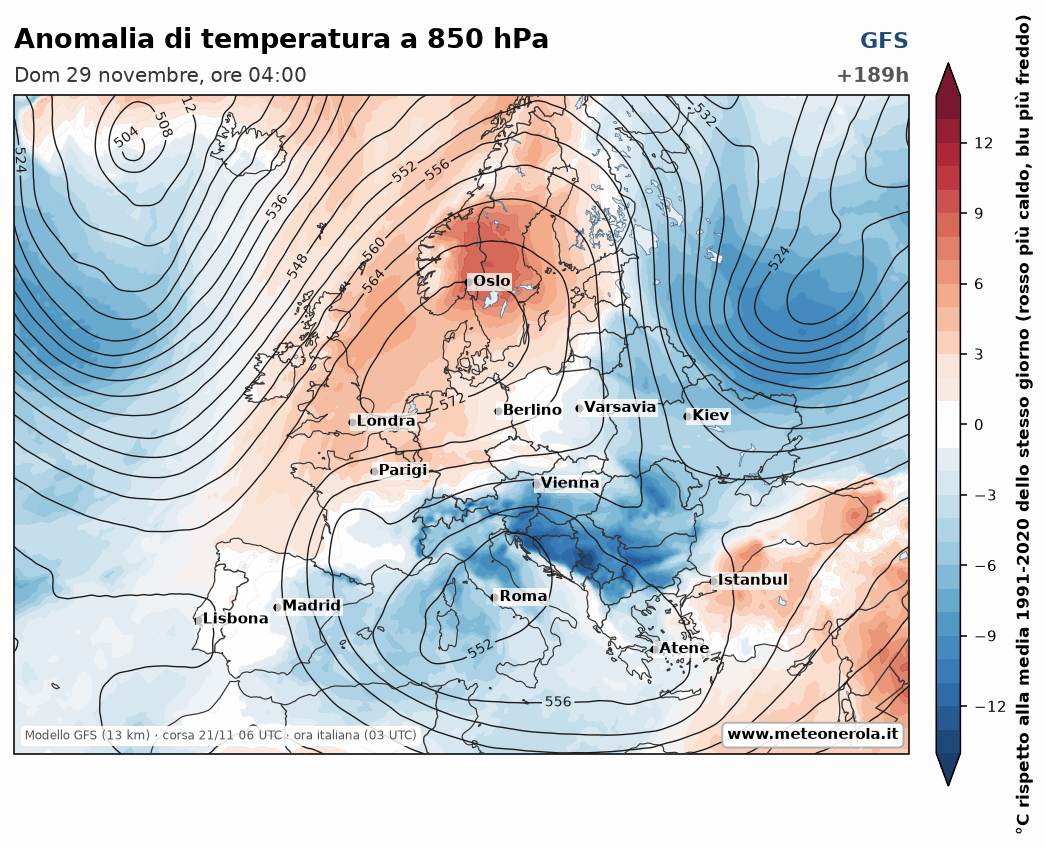 Anomalia di temperatura a 850 hPa
GFS
Dom 29 novembre, ore 04:00
+189h
504
508
12
524
532
552
556
536
548
560
564
524
Oslo
572
Berlino
Varsavia
Kiev
Londra
Parigi
Vienna
Istanbul
Roma
Madrid
Lisbona
Atene
552
556
Modello GFS (13 km) · corsa 21/11 06 UTC · ora italiana (03 UTC)
www.meteonerola.it
12
9
6
3
0
−3
−6
−9
−12
°C rispetto alla media 1991-2020 dello stesso giorno (rosso più caldo, blu più freddo)